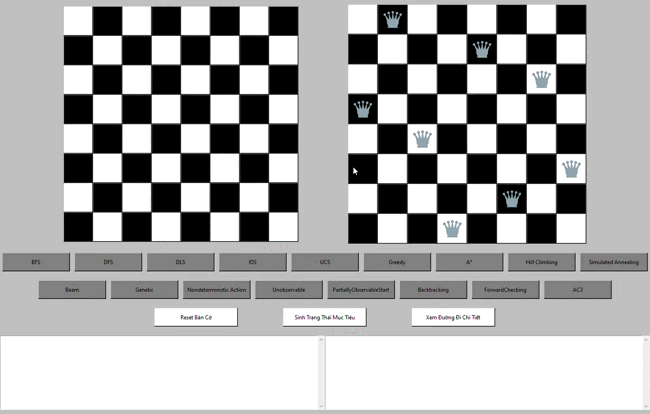 BFS DFS DLS IDS UCS Greedy A* Hill Climbing Simulated Annealing
Beam Genetic Nondeterministic Action Unobservable PartiallyObservableStart Backtracking ForwardChecking AC3
Reset Bàn Cờ Sinh Trạng Thái Mục Tiêu Xem Đường Đi Chi Tiết